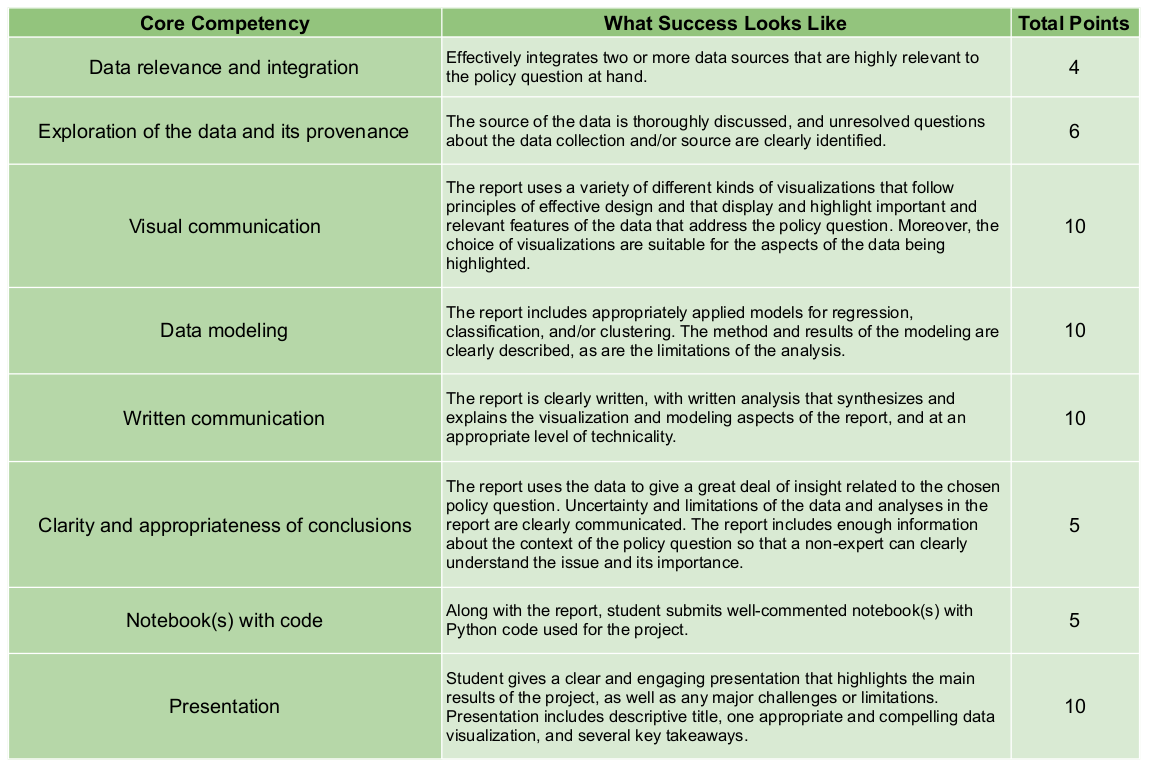 Core Competency What Success Looks Like Total Points
Data relevance and integration
Effectively integrates two or more data sources that are highly relevant to
the policy question at hand.
4
Exploration of the data and its provenance
The source of the data is thoroughly discussed, and unresolved questions
about the data collection and/or source are clearly identified.
6
Visual communication
The report uses a variety of different kinds of visualizations that follow
principles of effective design and that display and highlight important and
relevant features of the data that address the policy question. Moreover, the
choice of visualizations are suitable for the aspects of the data being
highlighted.
10
Data modeling
The report includes appropriately applied models for regression,
classification, and/or clustering. The method and results of the modeling are
clearly described, as are the limitations of the analysis.
10
Written communication
The report is clearly written, with written analysis that synthesizes and
explains the visualization and modeling aspects of the report, and at an
appropriate level of technicality.
10
Clarity and appropriateness of conclusions
The report uses the data to give a great deal of insight related to the chosen
policy question. Uncertainty and limitations of the data and analyses in the
report are clearly communicated. The report includes enough information
about the context of the policy question so that a non-expert can clearly
understand the issue and its importance.
5
Notebook(s) with code
Along with the report, student submits well-commented notebook(s) with
Python code used for the project.
5
Presentation
Student gives a clear and engaging presentation that highlights the main
results of the project, as well as any major challenges or limitations.
Presentation includes descriptive title, one appropriate and compelling data
visualization, and several key takeaways.
10